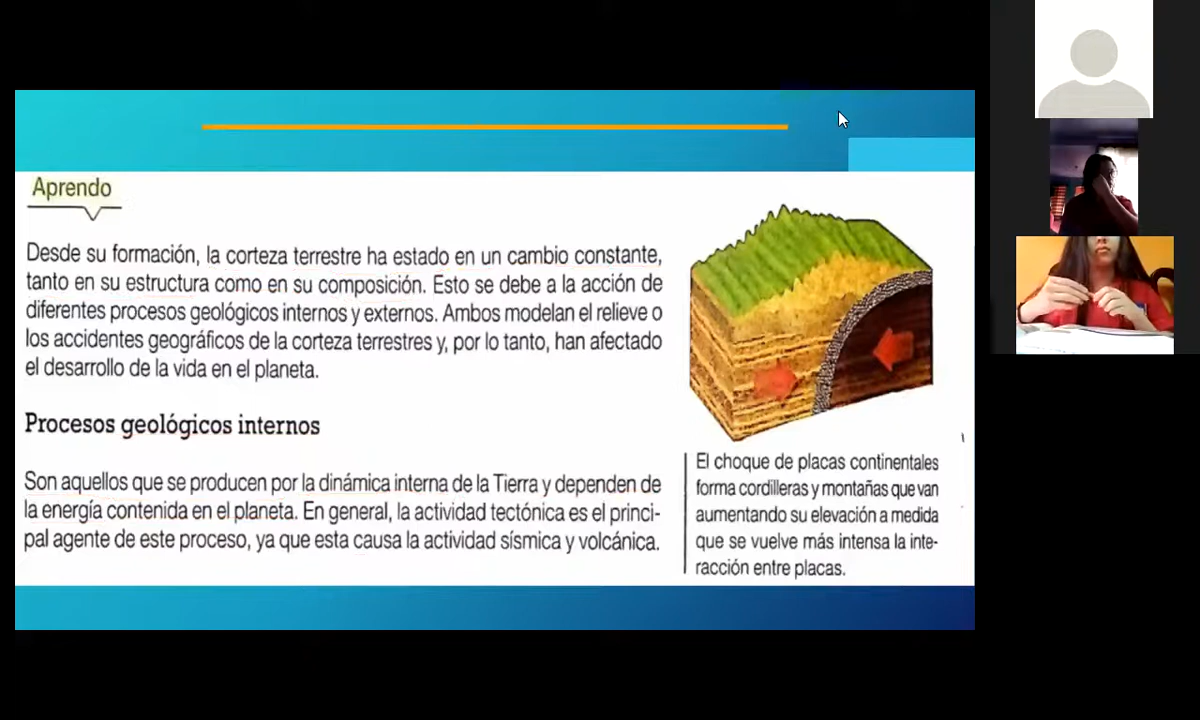 Aprendo
Desde su formación, la corteza terrestre ha estado en un cambio constante,
tanto en su estructura como en su composición. Esto se debe a la acción de
diferentes procesos geológicos internos y externos. Ambos modelan el relieve o
los accidentes geográficos de la corteza terrestres y, por lo tanto, han afectado
el desarrollo de la vida en el planeta.
Procesos geológicos internos
Son aquellos que se producen por la dinámica interna de la Tierra y dependen de
la energía contenida en el planeta. En general, la actividad tectónica es el princi-
pal agente de este proceso, ya que esta causa la actividad sísmica y volcánica.
El choque de placas continentales
forma cordilleras y montañas que van
aumentando su elevación a medida
que se vuelve más intensa la inte-
racción entre placas.